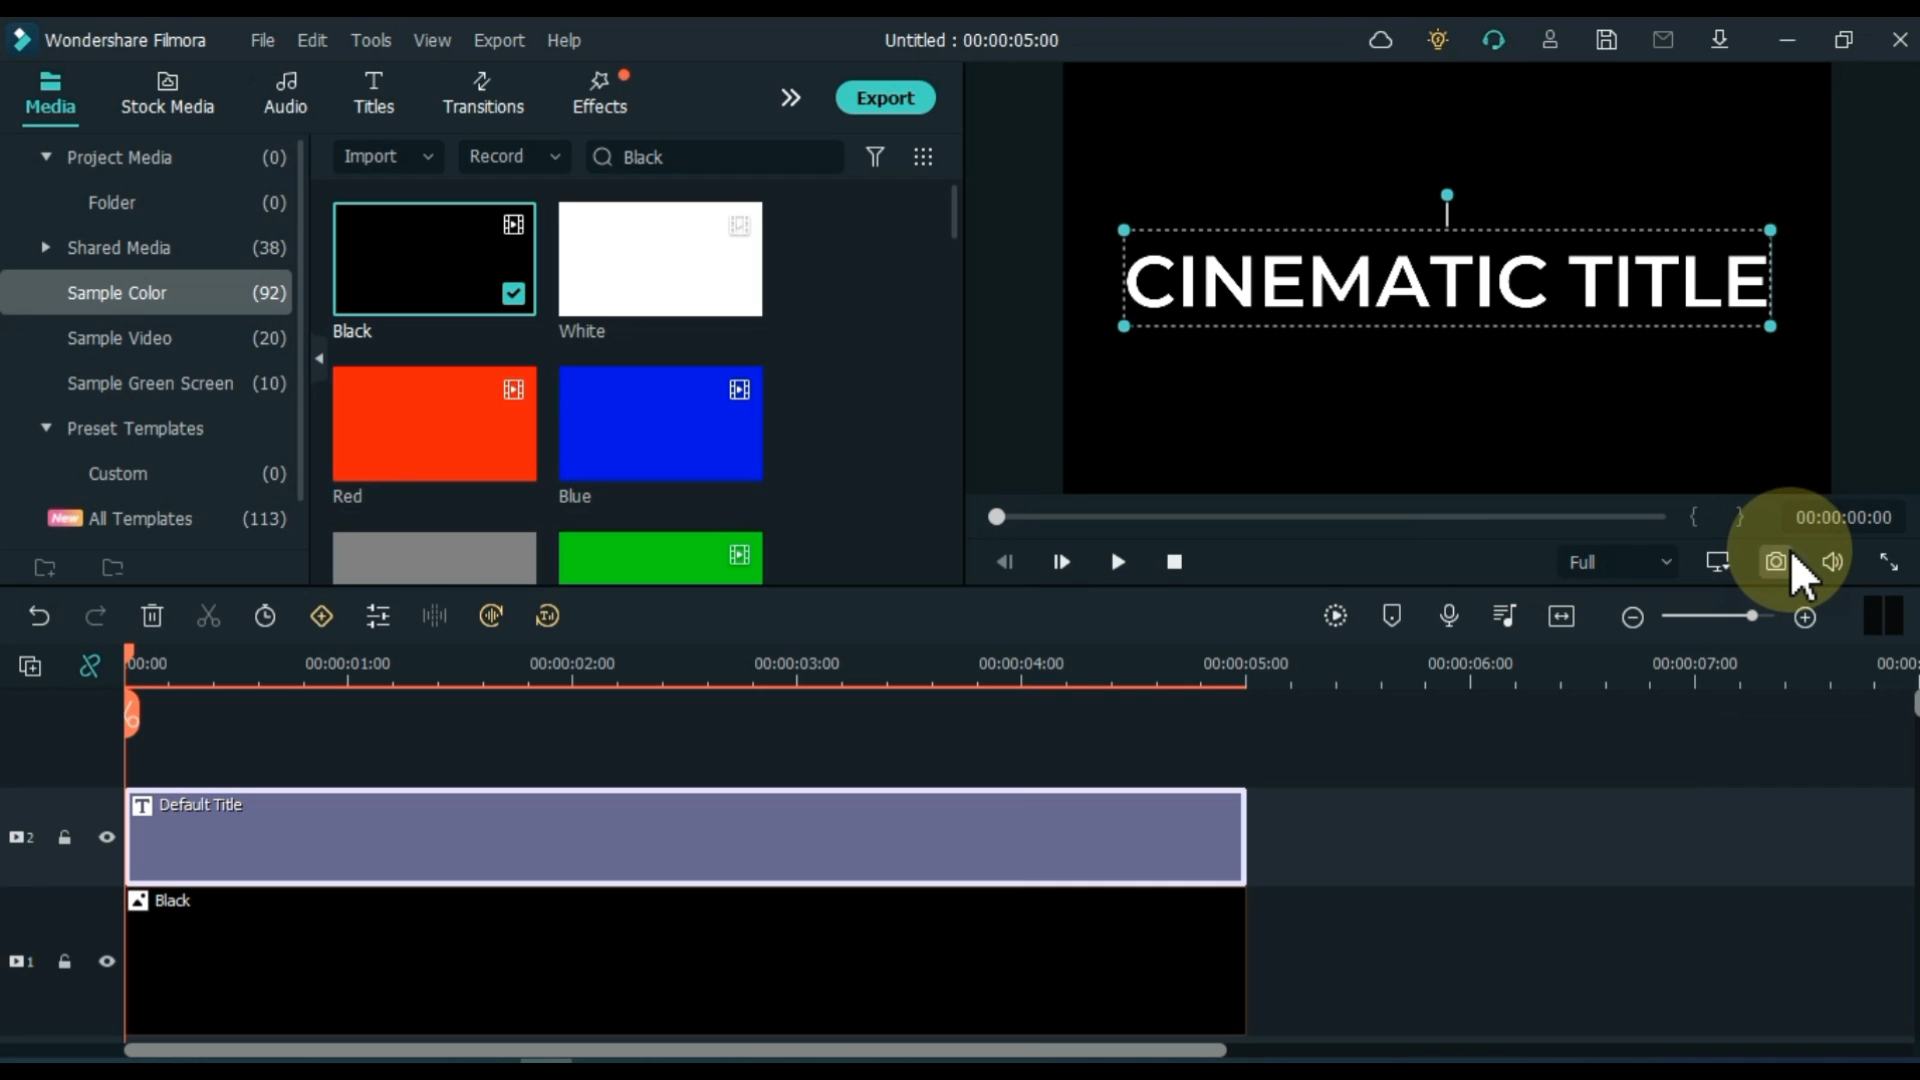 Wondershare Filmora File Edit Tools View Export Help Untitled : 00:00:05:00
Media Stock Media Audio Titles Transitions Effects Export
Project Media (0)
Folder (0)
Shared Media (38)
Sample Color (92)
Sample Video (20)
Sample Green Screen (10)
Preset Templates
Custom (0)
New All Templates (113)
Import Record Black
Black White
Red Blue
CINEMATIC TITLE
{ } 00:00:00:00
Full
00:00 00:00:01:00 00:00:02:00 00:00:03:00 00:00:04:00 00:00:05:00 00:00:06:00 00:00:07:00 00:00:
2 T Default Title
Black
1